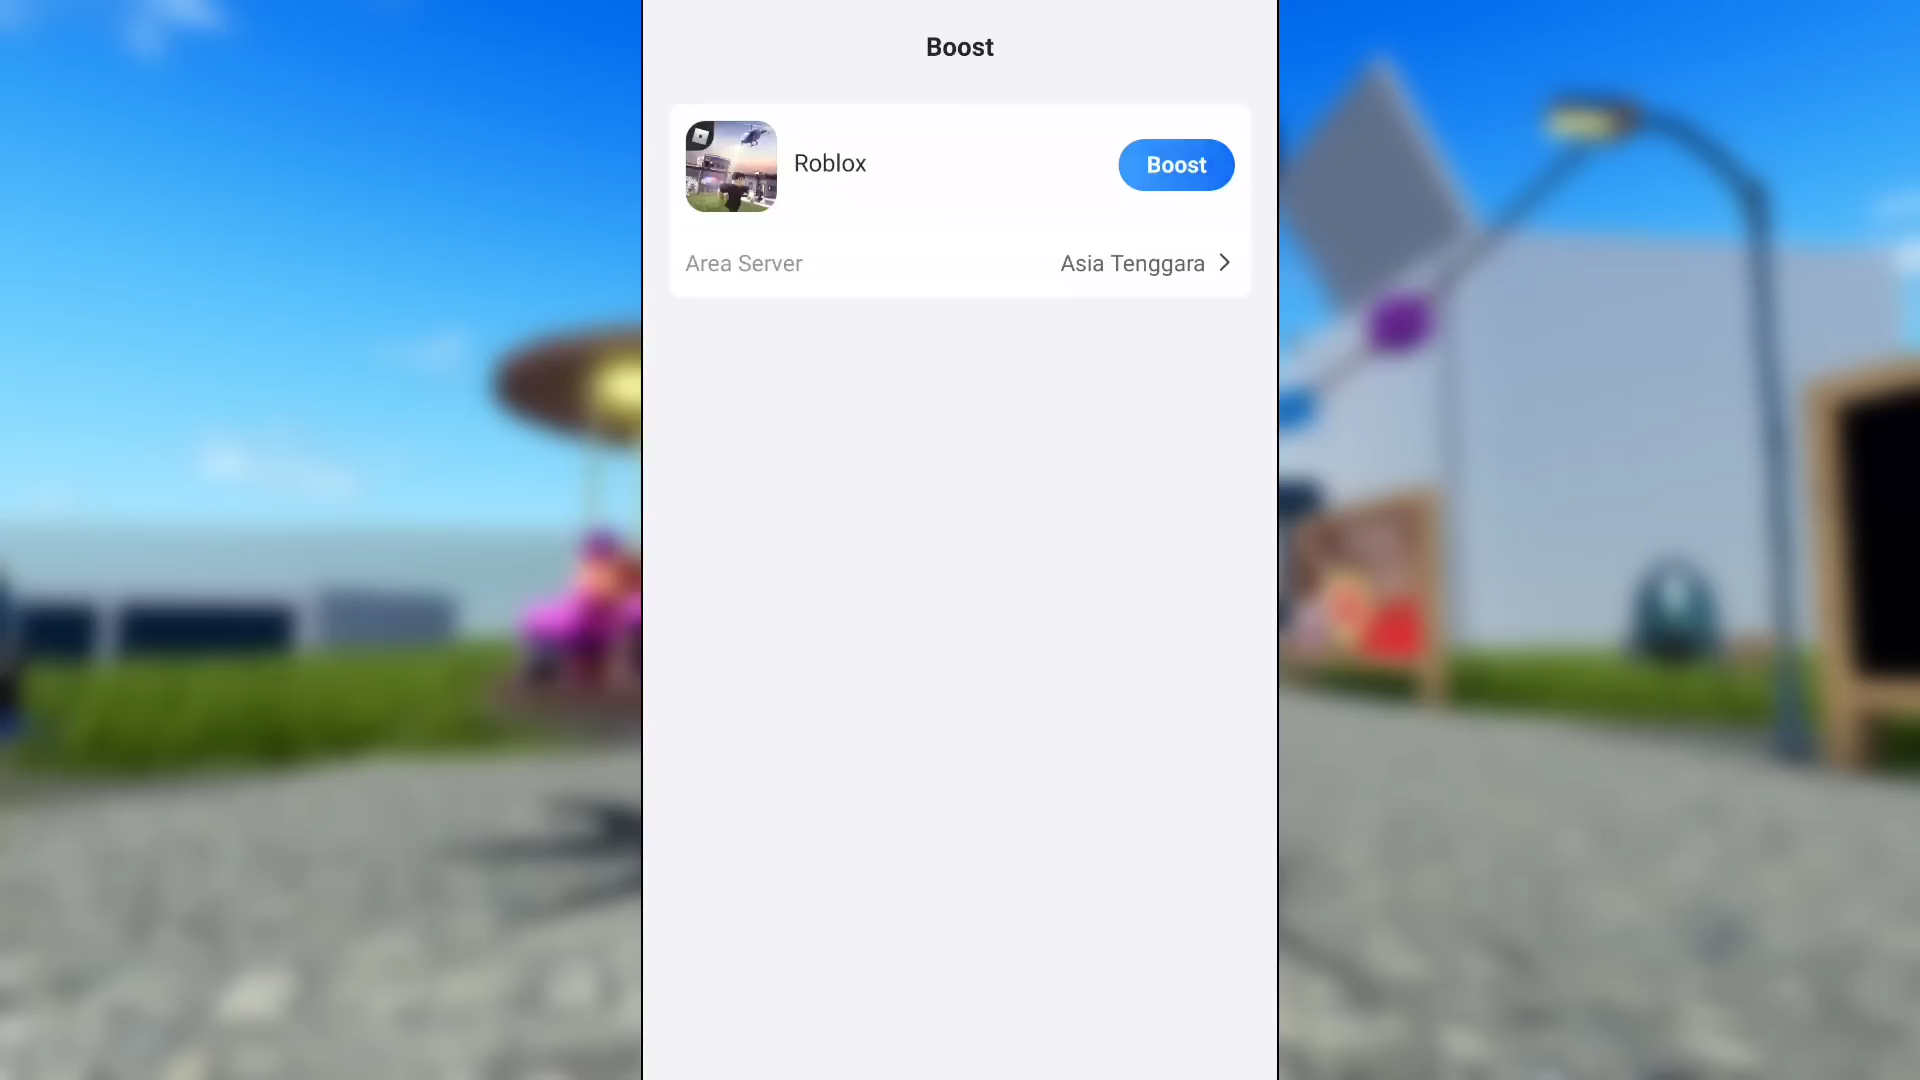 Boost
Roblox
Boost
Area Server
Asia Tenggara